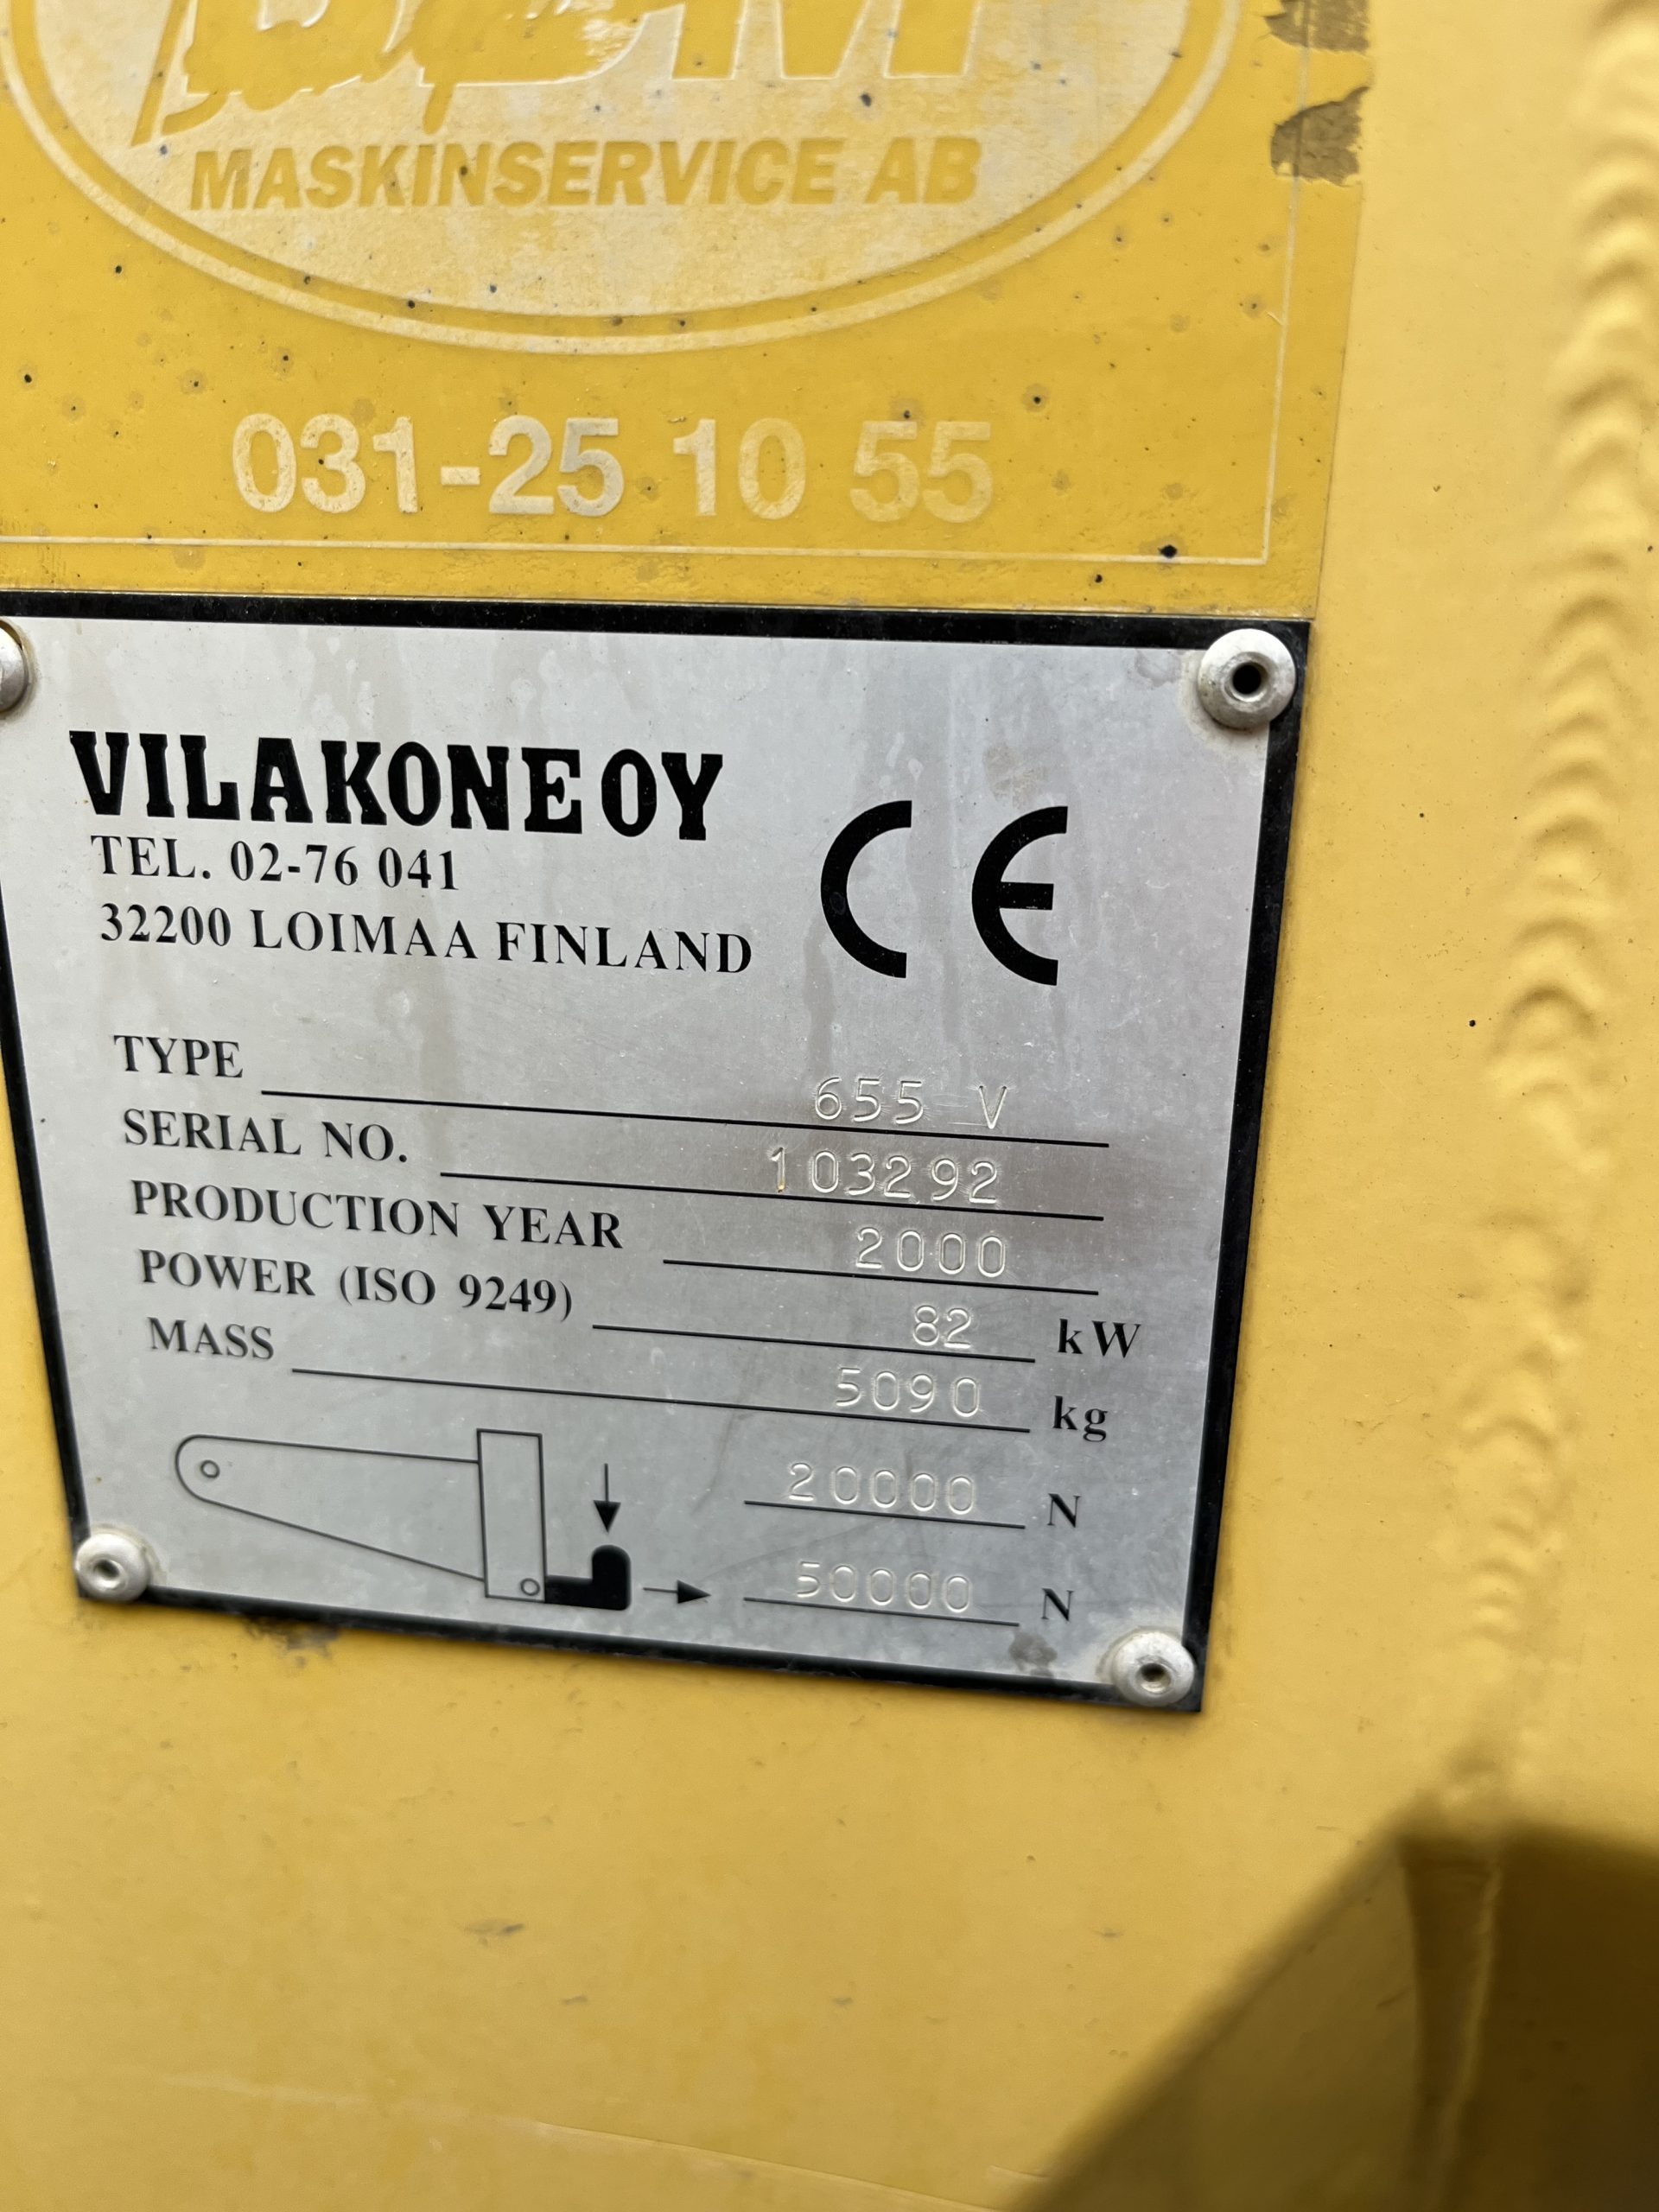 MASKINSERVICE AB
031-25 10 55
VILAKONE OY
TEL. 02-76 041
32200 LOIMAA FINLAND
CE
TYPE 655 V
SERIAL NO. 103292
PRODUCTION YEAR 2000
POWER (ISO 9249) 82 kW
MASS 5090 kg
20000 N
50000 N